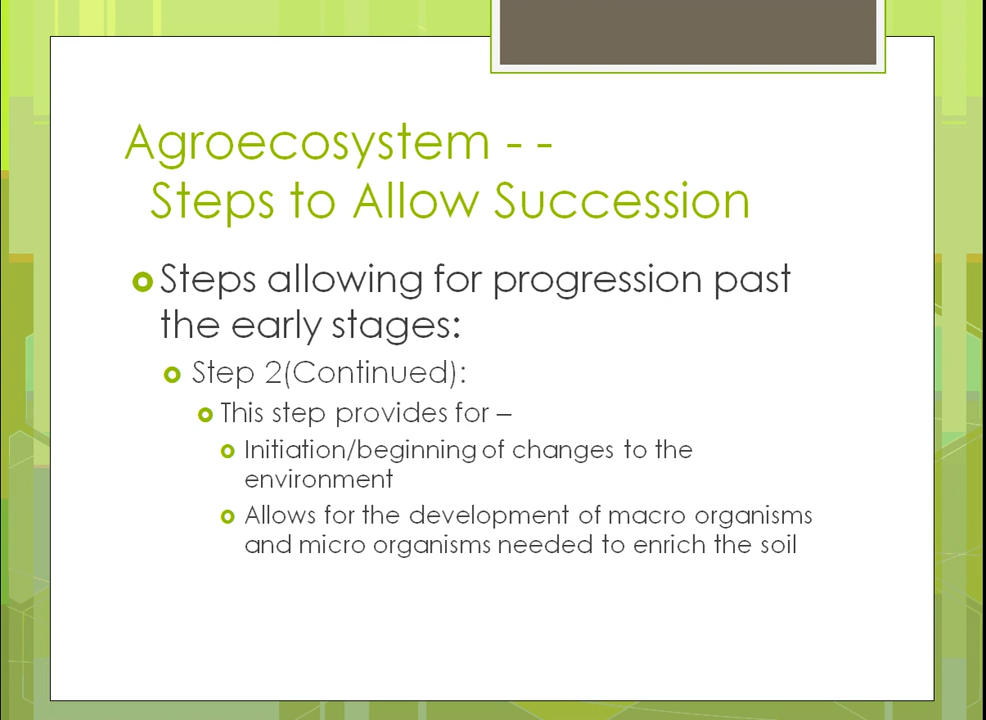 Agroecosystem - -
Steps to Allow Succession
Steps allowing for progression past
the early stages:
Step 2(Continued):
This step provides for –
Initiation/beginning of changes to the
environment
Allows for the development of macro organisms
and micro organisms needed to enrich the soil